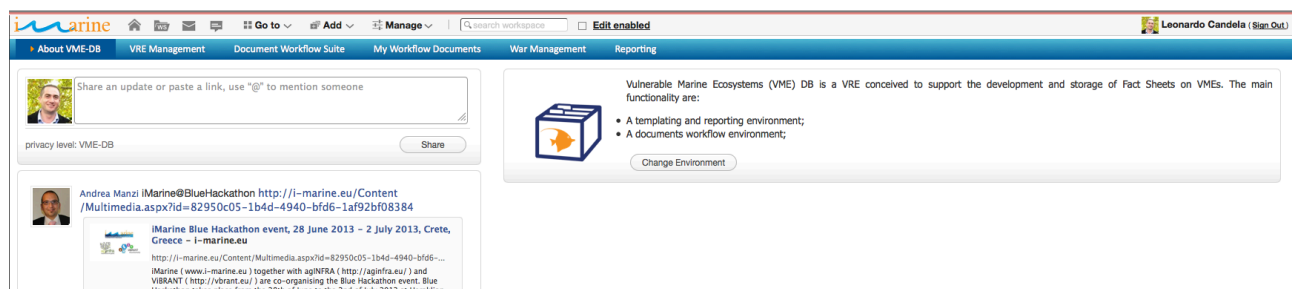 iMarine Go to Add Manage search workspace Edit enabled Leonardo Candela ( Sign Out )
About VME-DB VRE Management Document Workflow Suite My Workflow Documents War Management Reporting
Share an update or paste a link, use "@" to mention someone
privacy level: VME-DB Share
Vulnerable Marine Ecosystems (VME) DB is a VRE conceived to support the development and storage of Fact Sheets on VMEs. The main
functionality are:
• A templating and reporting environment;
• A documents workflow environment;
Change Environment
Andrea Manzi iMarine@BlueHackathon http://i-marine.eu/Content
/Multimedia.aspx?id=82950c05-1b4d-4940-bfd6-1af92bf08384
iMarine Blue Hackathon event, 28 June 2013 - 2 July 2013, Crete,
Greece - i-marine.eu
http://i-marine.eu/Content/Multimedia.aspx?id=82950c05-1b4d-4940-bfd6-...
iMarine ( www.i-marine.eu ) together with agINFRA ( http://aginfra.eu/ ) and
ViBRANT ( http://vbrant.eu/ ) are co-organising the Blue Hackathon event. Blue